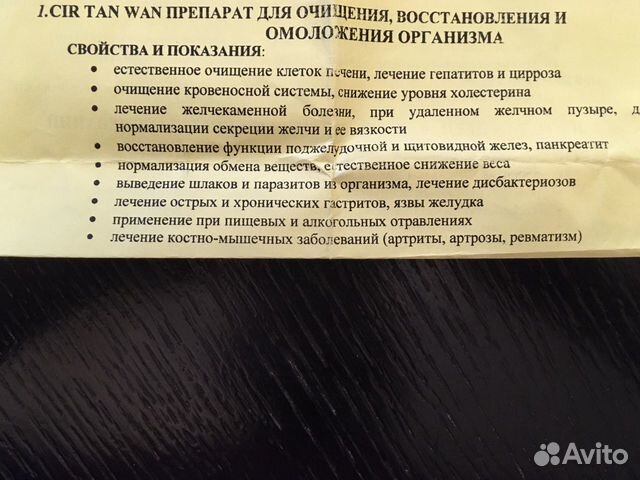 1.CIR TAN WAN ПРЕПАРАТ ДЛЯ ОЧИЩЕНИЯ, ВОССТАНОВЛЕНИЯ И
ОМОЛОЖЕНИЯ ОРГАНИЗМА
СВОЙСТВА И ПОКАЗАНИЯ:
• естественное очищение клеток печени, лечение гепатитов и цирроза
• очищение кровеносной системы, снижение уровня холестерина
• лечение желчекаменной болезни, при удаленном желчном пузыре, д
нормализации секреции желчи и ее вязкости
• восстановление функции поджелудочной и щитовидной желез, панкреатит
• нормализация обмена веществ, естественное снижение веса
• выведение шлаков и паразитов из организма, лечение дисбактериозов
• лечение острых и хронических гастритов, язвы желудка
• применение при пищевых и алкогольных отравлениях
• лечение костно-мышечных заболеваний (артриты, артрозы, ревматизм)
Avito